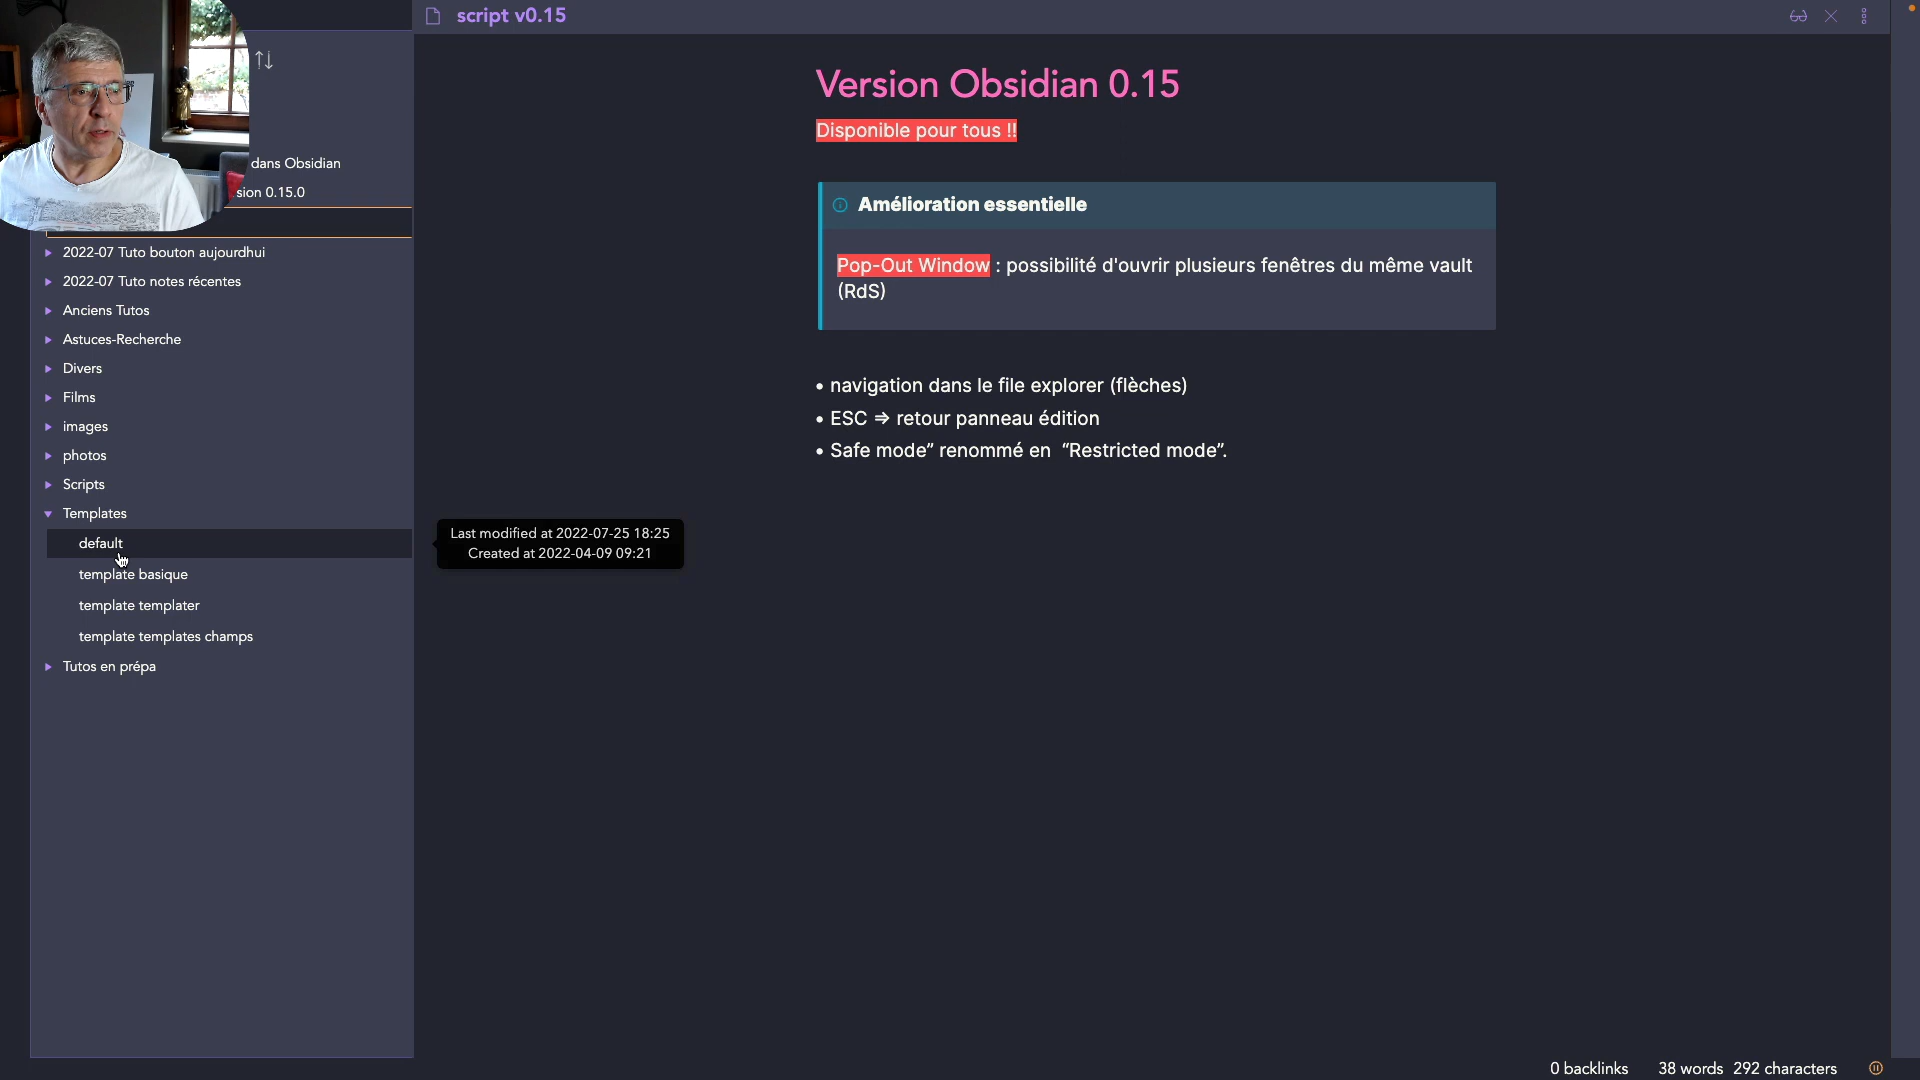 script v0.15
dans Obsidian
sion 0.15.0
2022-07 Tuto bouton aujourdhui
2022-07 Tuto notes récentes
Anciens Tutos
Astuces-Recherche
Divers
Films
images
photos
Scripts
Templates
default
template basique
template templater
template templates champs
Tutos en prépa
Version Obsidian 0.15
Disponible pour tous !!
Amélioration essentielle
Pop-Out Window : possibilité d'ouvrir plusieurs fenêtres du même vault
(RdS)
• navigation dans le file explorer (flèches)
• ESC ⇒ retour panneau édition
• Safe mode” renommé en “Restricted mode”.
Last modified at 2022-07-25 18:25
Created at 2022-04-09 09:21
0 backlinks 38 words 292 characters